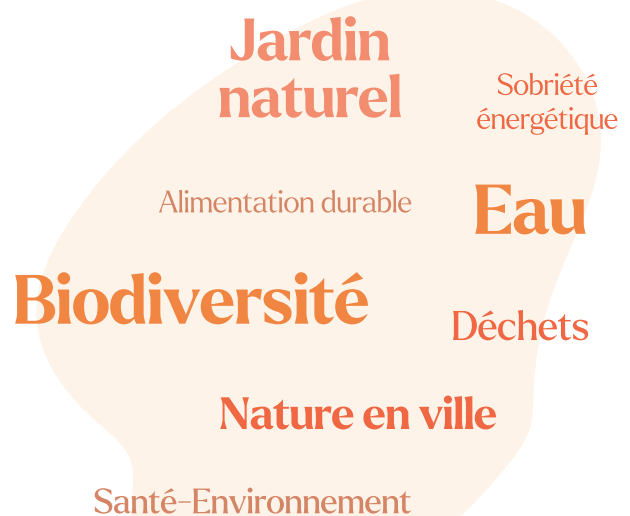 Jardin
naturel
Sobriété
énergétique
Alimentation durable
Eau
Biodiversité
Déchets
Nature en ville
Santé-Environnement